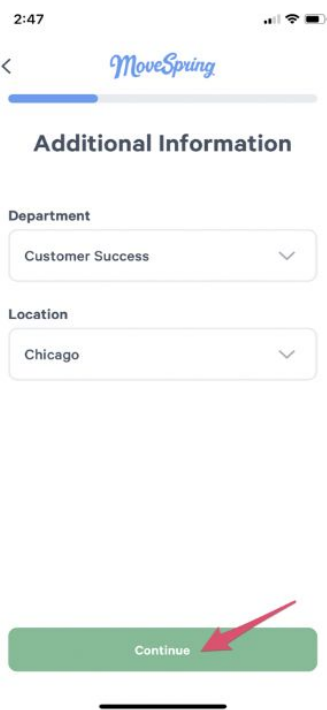 2:47
MoveSpring
Additional Information
Department
Customer Success
Location
Chicago
Continue